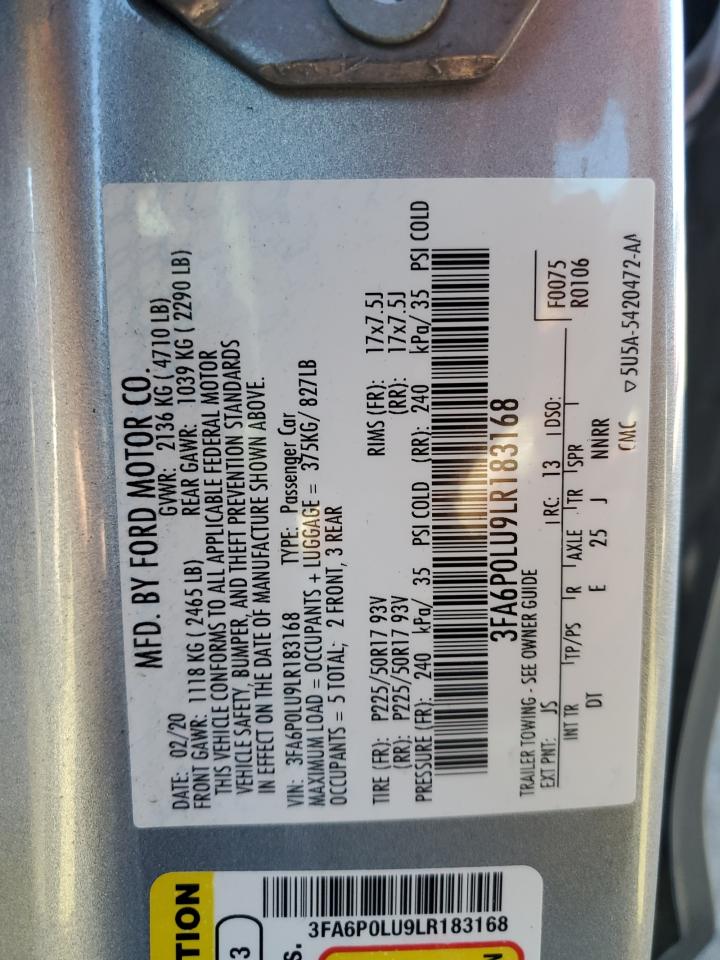 MFD. BY FORD MOTOR CO.
DATE: 02/20 GVWR: 2136 KG ( 4710 LB)
FRONT GAWR: 1118 KG ( 2465 LB) REAR GAWR: 1039 KG ( 2290 LB)
THIS VEHICLE CONFORMS TO ALL APPLICABLE FEDERAL MOTOR
VEHICLE SAFETY, BUMPER, AND THEFT PREVENTION STANDARDS
IN EFFECT ON THE DATE OF MANUFACTURE SHOWN ABOVE.
VIN: 3FA6P0LU9LR183168 TYPE: Passenger Car
MAXIMUM LOAD = OCCUPANTS + LUGGAGE = 375KG/ 827LB
OCCUPANTS = 5 TOTAL; 2 FRONT, 3 REAR
TIRE (FR): P225/50R17 93V RIMS (FR): 17x7.5J
(RR): P225/50R17 93V (RR): 17x7.5J
PRESSURE (FR): 240 kPa/ 35 PSI COLD (RR): 240 kPa/ 35 PSI COLD
3FA6P0LU9LR183168
TRAILER TOWING - SEE OWNER GUIDE
EXT PNT: JS RC: 13 DSO: F0075
R0106
INT TR TP/PS R AXLE TR SPR
DT E 25 J NNRR
CMC ▽5U5A-5420472-AA
3FA6P0LU9LR183168
TION
3
S.
N